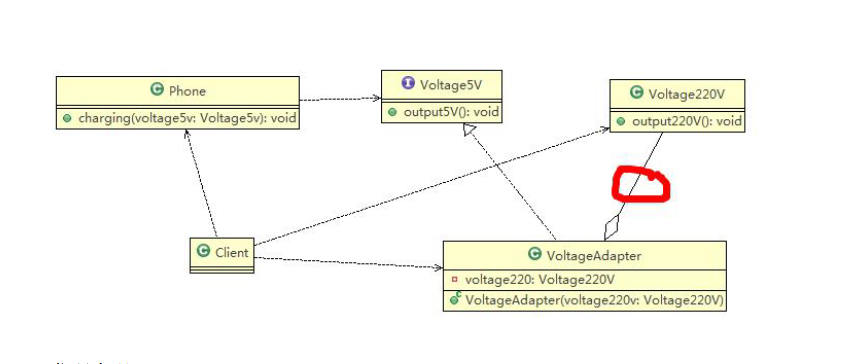 Phone
charging(voltage5v: Voltage5v): void
I Voltage5V
output5V(): void
C Voltage220V
output220V(): void
C Client
C VoltageAdapter
voltage220: Voltage220V
C VoltageAdapter(voltage220v: Voltage220V)